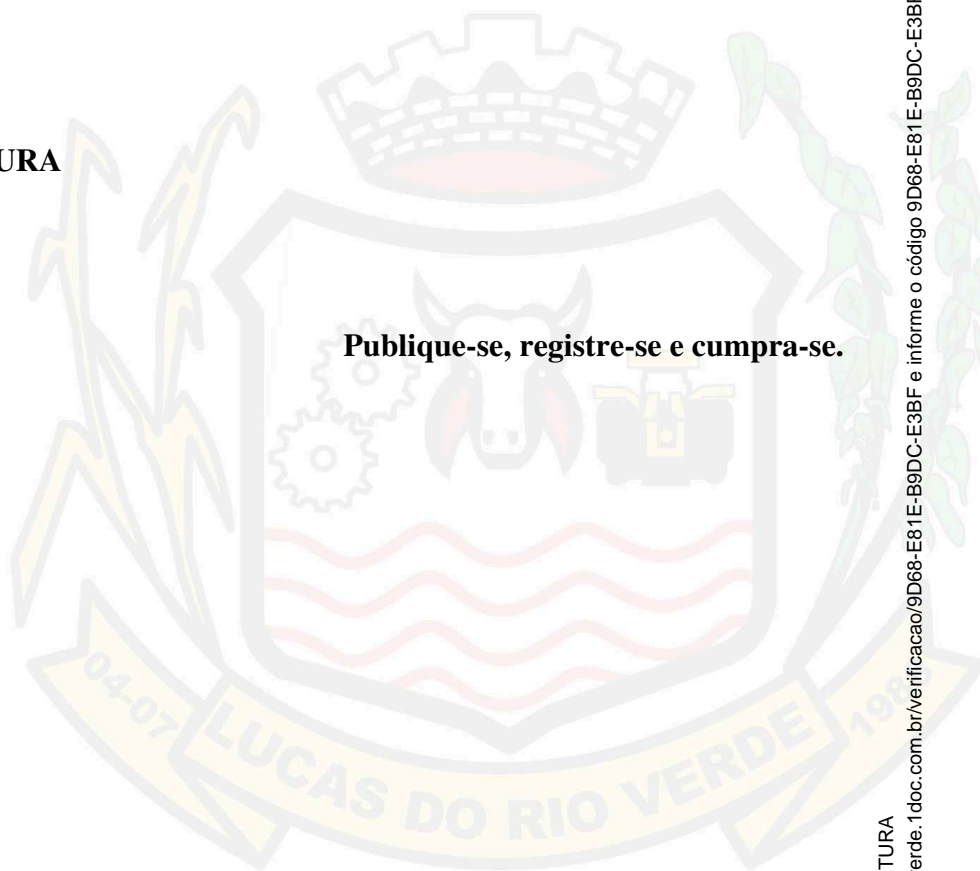 URA
Publique-se, registre-se e cumpra-se.
04-07 LUCAS DO RIO VERDE 1988
TURA
erde.1doc.com.br/verificacao/9D68-E81E-B9DC-E3BF e informe o código 9D68-E81E-B9DC-E3BF